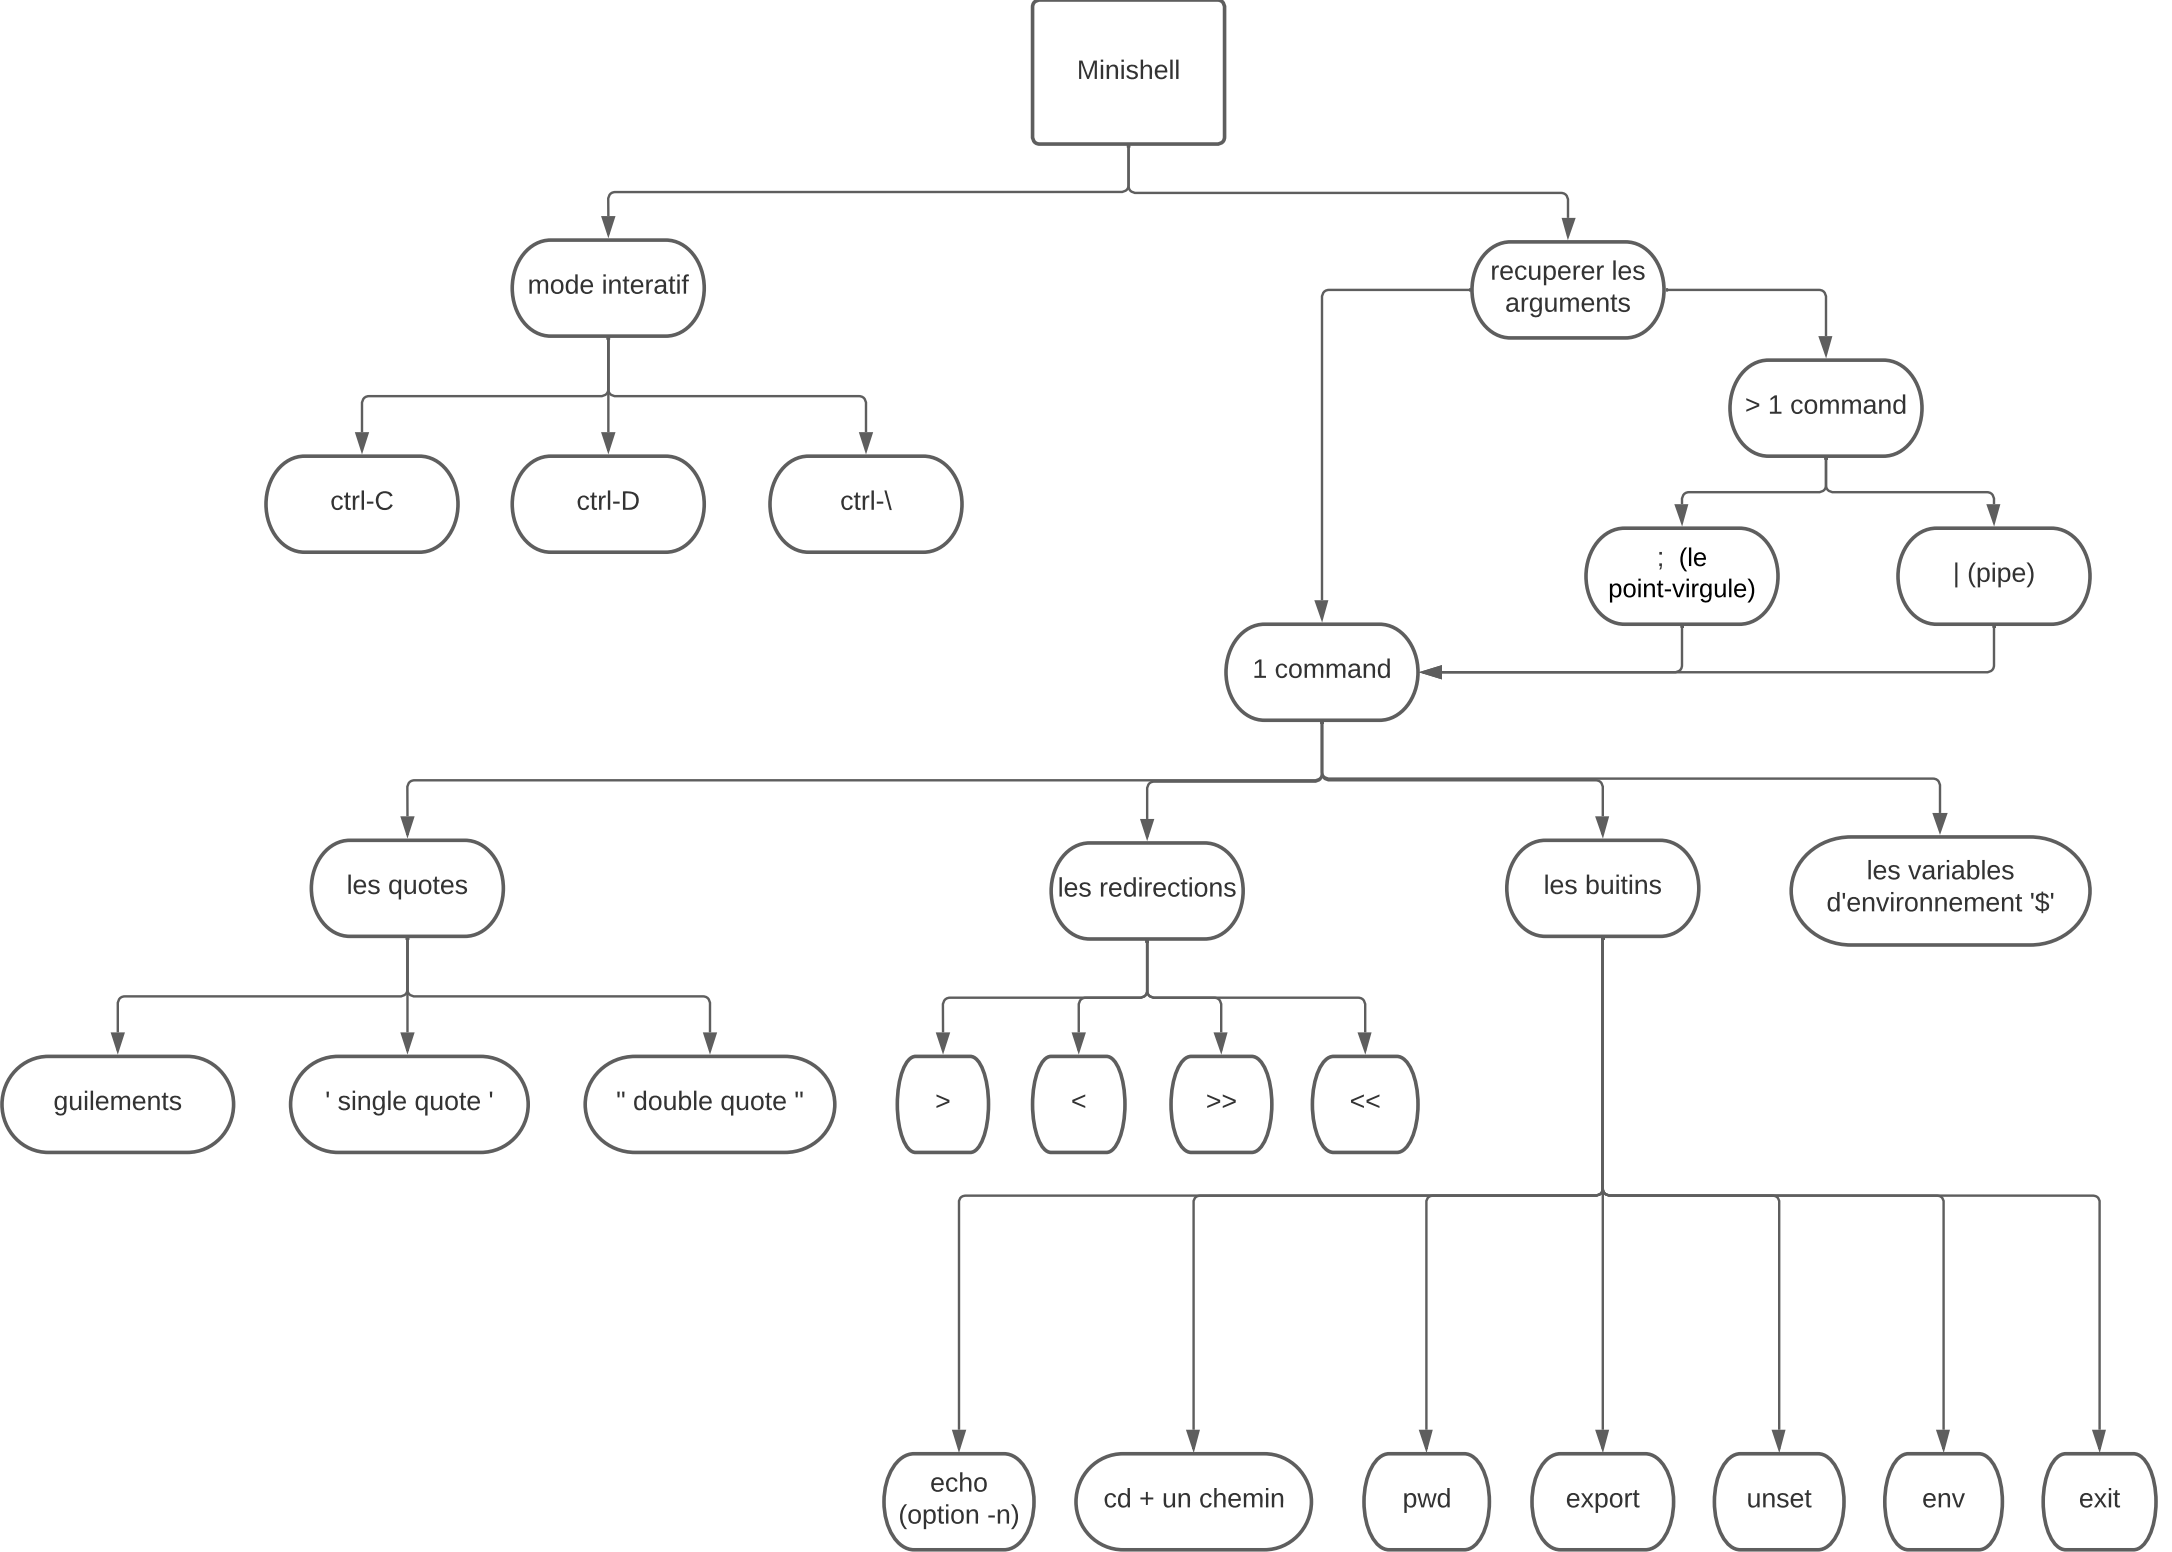 Minishell
mode interatif
recuperer les
arguments
> 1 command
ctrl-C
ctrl-D
ctrl-\
;  (le
point-virgule)
| (pipe)
1 command
les quotes
les redirections
les buitins
les variables
d'environnement '$'
guilements
' single quote '
" double quote "
>
<
>>
<<
echo
(option -n)
cd + un chemin
pwd
export
unset
env
exit